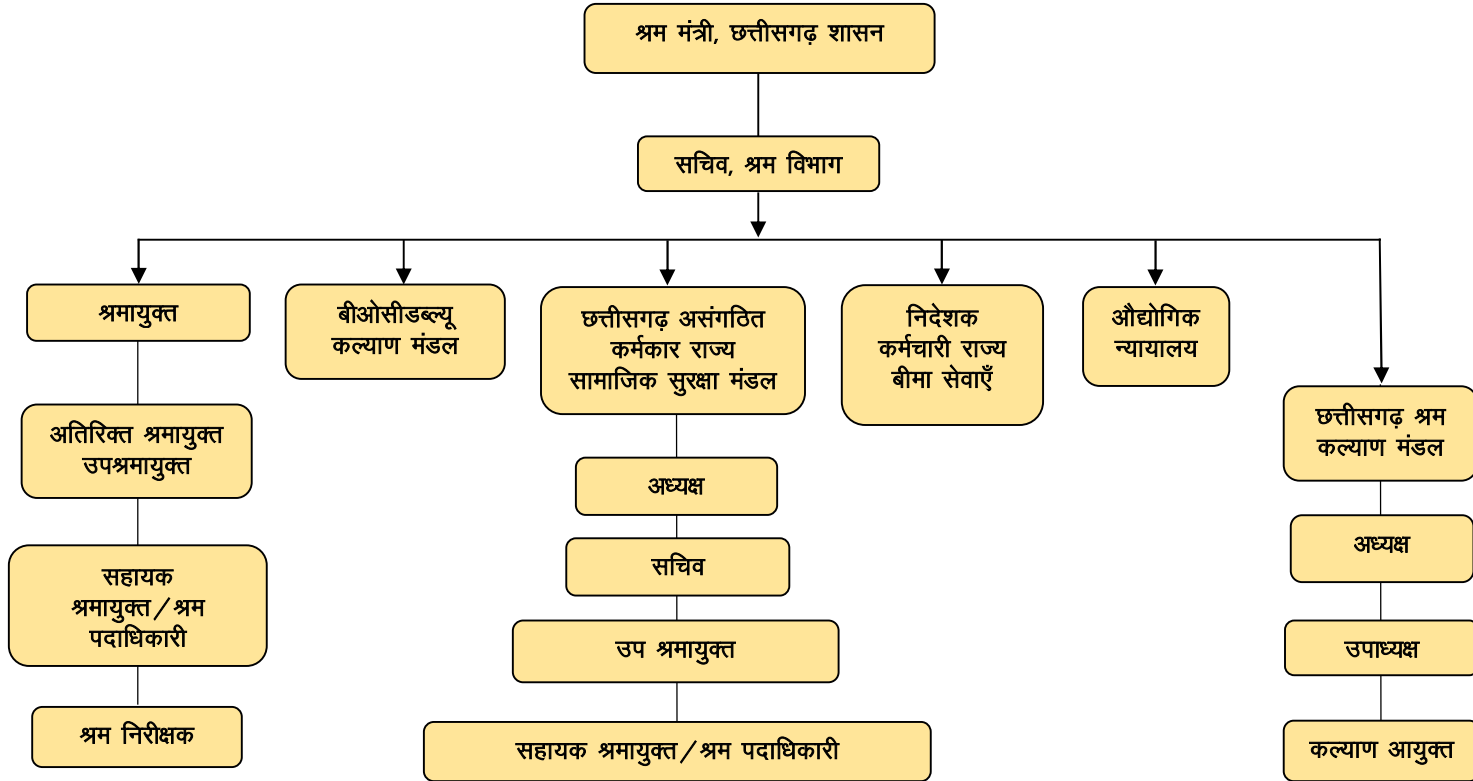 श्रम मंत्री, छत्तीसगढ़ शासन
सचिव, श्रम विभाग
श्रमायुक्त
अतिरिक्त श्रमायुक्त
उपश्रमायुक्त
सहायक
श्रमायुक्त/श्रम
पदाधिकारी
श्रम निरीक्षक
बीओसीडब्ल्यू
कल्याण मंडल
छत्तीसगढ़ असंगठित
कर्मकार राज्य
सामाजिक सुरक्षा मंडल
अध्यक्ष
सचिव
उप श्रमायुक्त
सहायक श्रमायुक्त/श्रम पदाधिकारी
निदेशक
कर्मचारी राज्य
बीमा सेवाएँ
औद्योगिक
न्यायालय
छत्तीसगढ़ श्रम
कल्याण मंडल
अध्यक्ष
उपाध्यक्ष
कल्याण आयुक्त